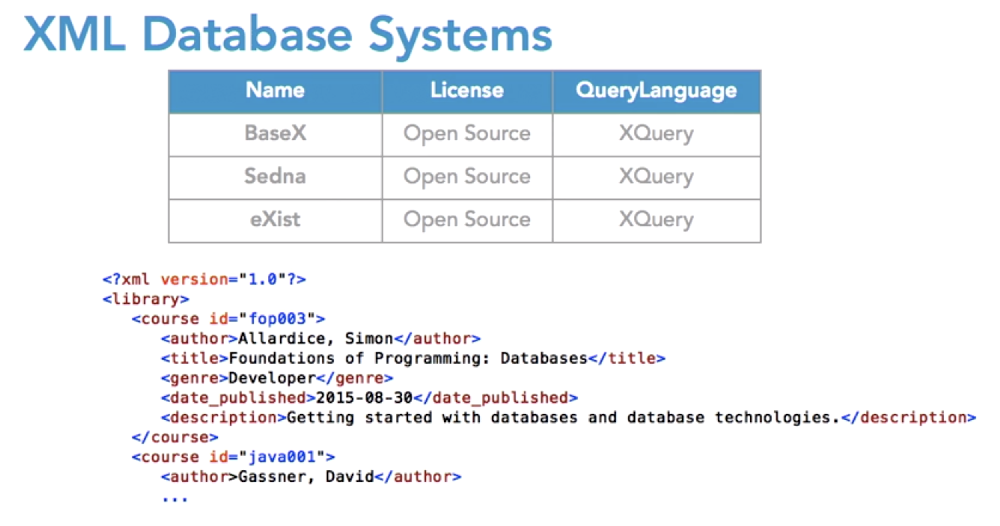 XML Database Systems
Name License QueryLanguage
BaseX Open Source XQuery
Sedna Open Source XQuery
eXist Open Source XQuery
<?xml version="1.0"?>
<library>
<course id="fop003">
<author>Allardice, Simon</author>
<title>Foundations of Programming: Databases</title>
<genre>Developer</genre>
<date_published>2015-08-30</date_published>
<description>Getting started with databases and database technologies.</description>
</course>
<course id="java001">
<author>Gassner, David</author>
...